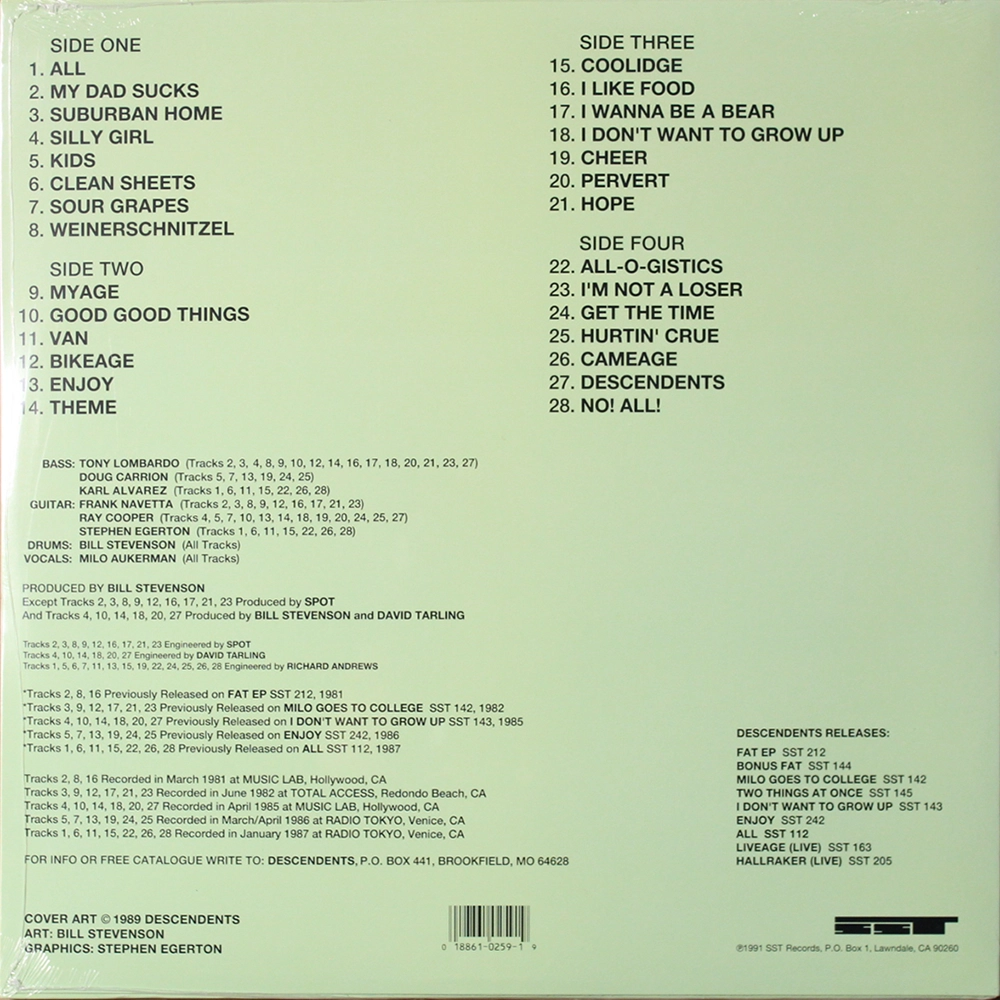 SIDE ONE
1. ALL
2. MY DAD SUCKS
3. SUBURBAN HOME
4. SILLY GIRL
5. KIDS
6. CLEAN SHEETS
7. SOUR GRAPES
8. WEINERSCHNITZEL
SIDE TWO
9. MYAGE
10. GOOD GOOD THINGS
11. VAN
12. BIKEAGE
13. ENJOY
14. THEME
SIDE THREE
15. COOLIDGE
16. I LIKE FOOD
17. I WANNA BE A BEAR
18. I DON'T WANT TO GROW UP
19. CHEER
20. PERVERT
21. HOPE
SIDE FOUR
22. ALL-O-GISTICS
23. I'M NOT A LOSER
24. GET THE TIME
25. HURTIN' CRUE
26. CAMEAGE
27. DESCENDENTS
28. NO! ALL!
BASS: TONY LOMBARDO (Tracks 2, 3, 4, 8, 9, 10, 12, 14, 16, 17, 18, 20, 21, 23, 27)
DOUG CARRION (Tracks 5, 7, 13, 19, 24, 25)
KARL ALVAREZ (Tracks 1, 6, 11, 15, 22, 26, 28)
GUITAR: FRANK NAVETTA (Tracks 2, 3, 8, 9, 12, 16, 17, 21, 23)
RAY COOPER (Tracks 4, 5, 7, 10, 13, 14, 18, 19, 20, 24, 25, 27)
STEPHEN EGERTON (Tracks 1, 6, 11, 15, 22, 26, 28)
DRUMS: BILL STEVENSON (All Tracks)
VOCALS: MILO AUKERMAN (All Tracks)
PRODUCED BY BILL STEVENSON
Except Tracks 2, 3, 8, 9, 12, 16, 17, 21, 23 Produced by SPOT
And Tracks 4, 10, 14, 18, 20, 27 Produced by BILL STEVENSON and DAVID TARLING
Tracks 2, 3, 8, 9, 12, 16, 17, 21, 23 Engineered by SPOT
Tracks 4, 10, 14, 18, 20, 27 Engineered by DAVID TARLING
Tracks 1, 5, 6, 7, 11, 13, 15, 19, 22, 24, 25, 26, 28 Engineered by RICHARD ANDREWS
*Tracks 2, 8, 16 Previously Released on FAT EP SST 212, 1981
*Tracks 3, 9, 12, 17, 21, 23 Previously Released on MILO GOES TO COLLEGE SST 142, 1982
*Tracks 4, 10, 14, 18, 20, 27 Previously Released on I DON'T WANT TO GROW UP SST 143, 1985
*Tracks 5, 7, 13, 19, 24, 25 Previously Released on ENJOY SST 242, 1986
*Tracks 1, 6, 11, 15, 22, 26, 28 Previously Released on ALL SST 112, 1987
Tracks 2, 8, 16 Recorded in March 1981 at MUSIC LAB, Hollywood, CA
Tracks 3, 9, 12, 17, 21, 23 Recorded in June 1982 at TOTAL ACCESS, Redondo Beach, CA
Tracks 4, 10, 14, 18, 20, 27 Recorded in April 1985 at MUSIC LAB, Hollywood, CA
Tracks 5, 7, 13, 19, 24, 25 Recorded in March/April 1986 at RADIO TOKYO, Venice, CA
Tracks 1, 6, 11, 15, 22, 26, 28 Recorded in January 1987 at RADIO TOKYO, Venice, CA
FOR INFO OR FREE CATALOGUE WRITE TO: DESCENDENTS, P.O. BOX 441, BROOKFIELD, MO 64628
DESCENDENTS RELEASES:
FAT EP SST 212
BONUS FAT SST 144
MILO GOES TO COLLEGE SST 142
TWO THINGS AT ONCE SST 145
I DON'T WANT TO GROW UP SST 143
ENJOY SST 242
ALL SST 112
LIVEAGE (LIVE) SST 163
HALLRAKER (LIVE) SST 205
COVER ART © 1989 DESCENDENTS
ART: BILL STEVENSON
GRAPHICS: STEPHEN EGERTON
0 18861-0259-1 9
SST
℗1991 SST Records, P.O. Box 1, Lawndale, CA 90260